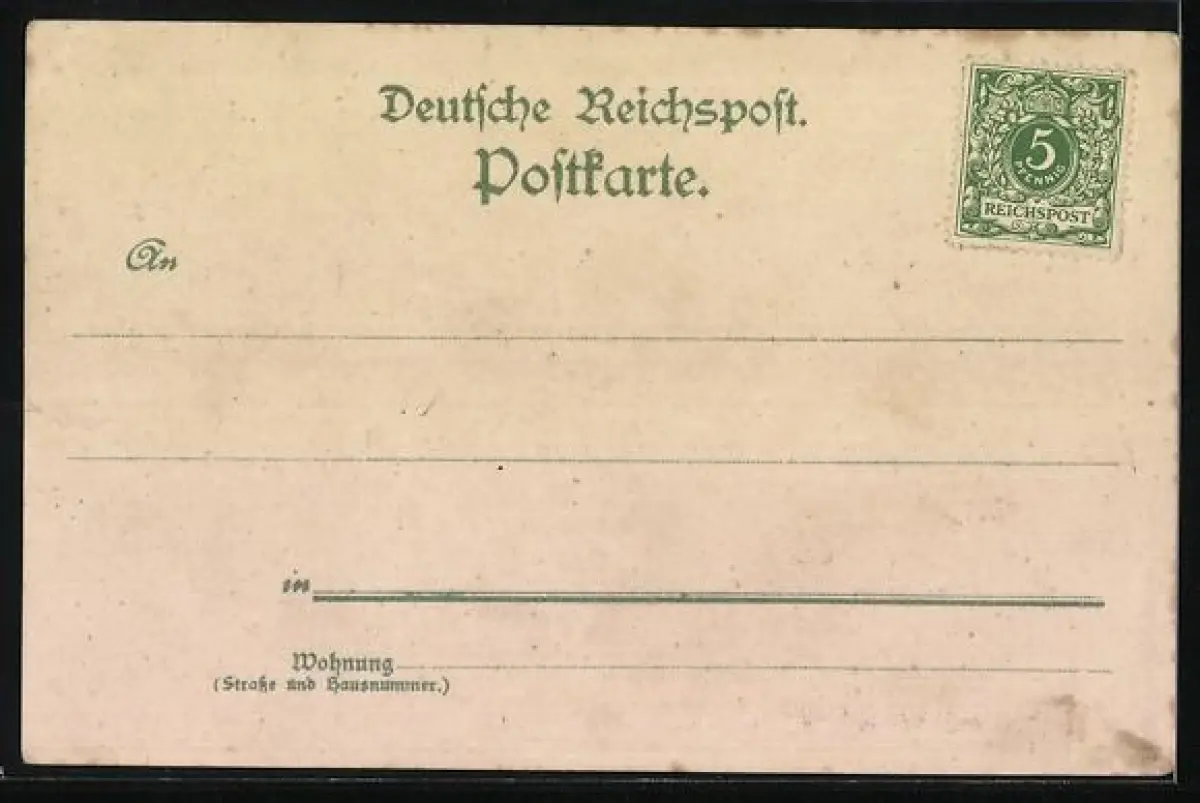 Deutsche Reichspost.
Postkarte.
5
PFENNIG
REICHSPOST
An
in
Wohnung
(Straße und Hausnummer.)